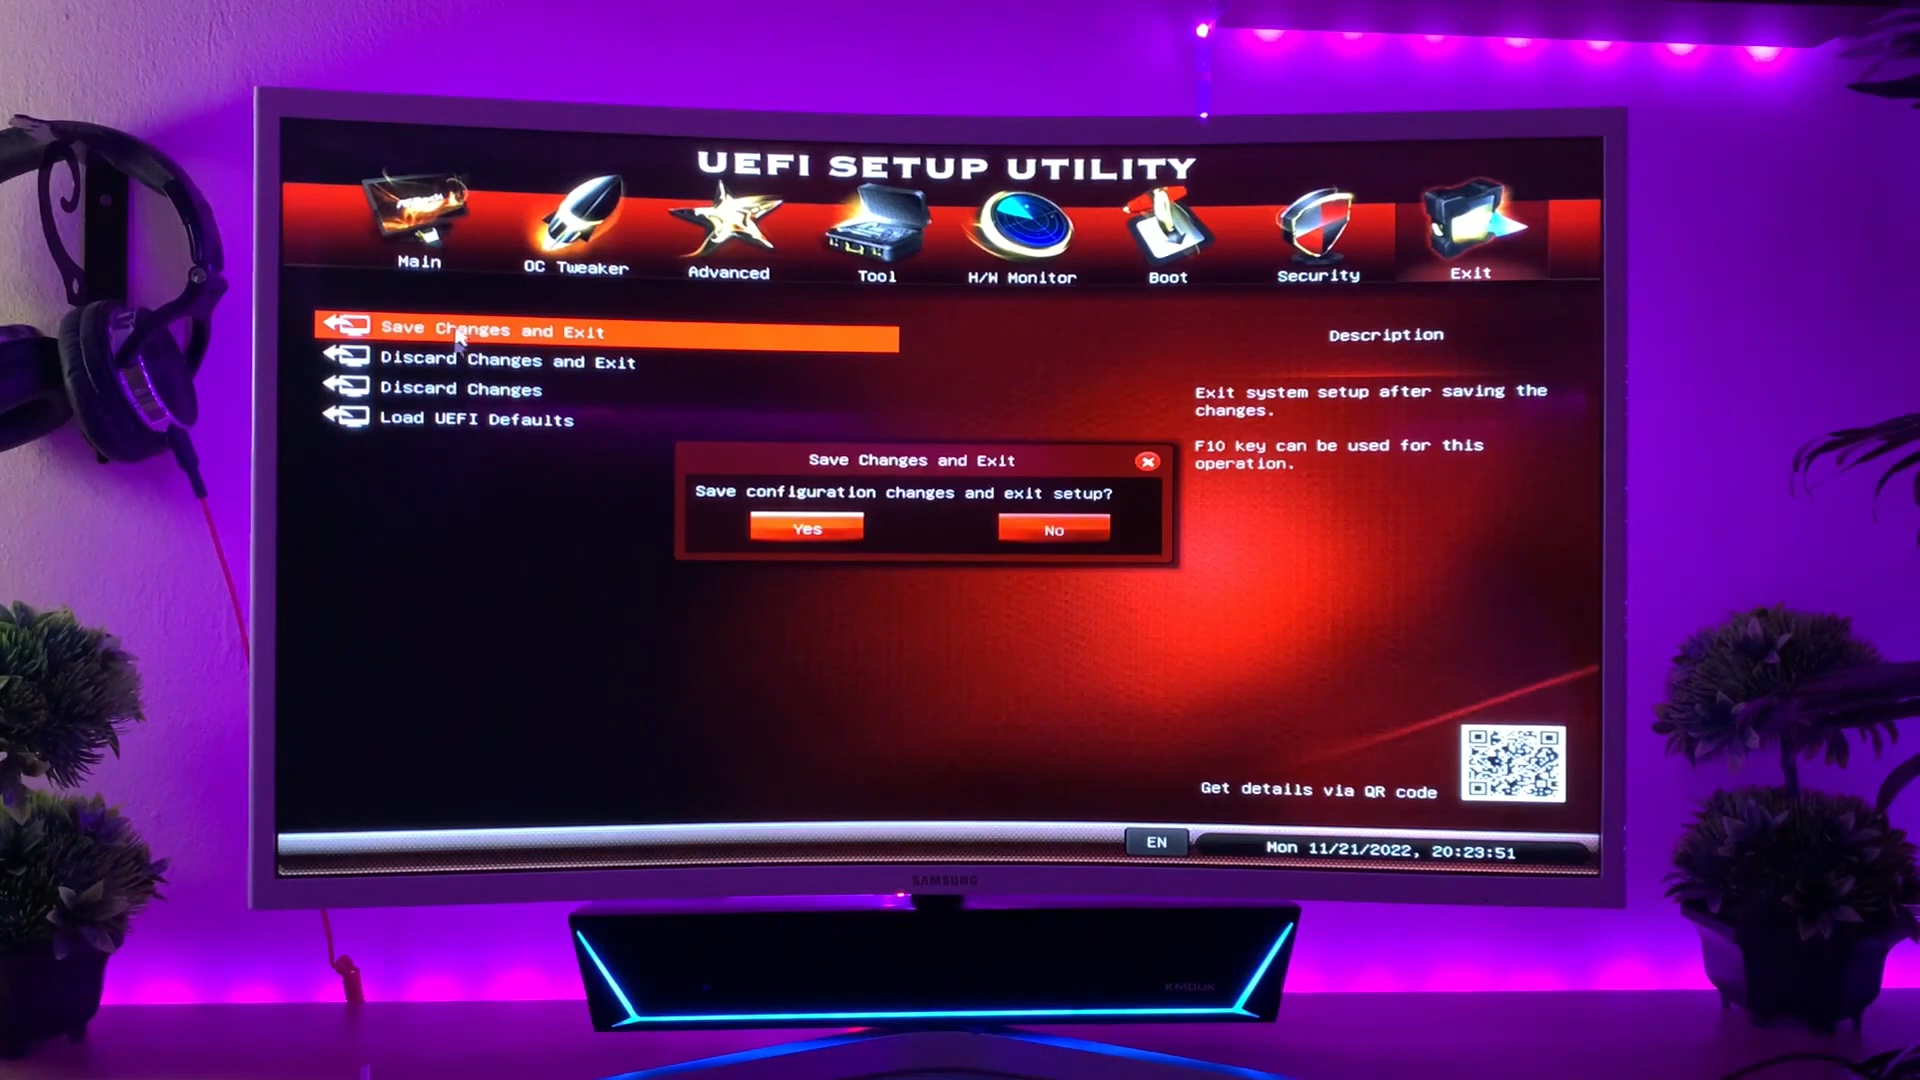 UEFI SETUP UTILITY
Main
OC Tweaker
Advanced
Tool
H/W Monitor
Boot
Security
Exit
Save Changes and Exit
Discard Changes and Exit
Discard Changes
Load UEFI Defaults
Description
Exit system setup after saving the
changes.
F10 key can be used for this
operation.
Save Changes and Exit
Save configuration changes and exit setup?
Yes
No
Get details via QR code
EN
Mon 11/21/2022, 20:23:51
SAMSUNG
KMOUK